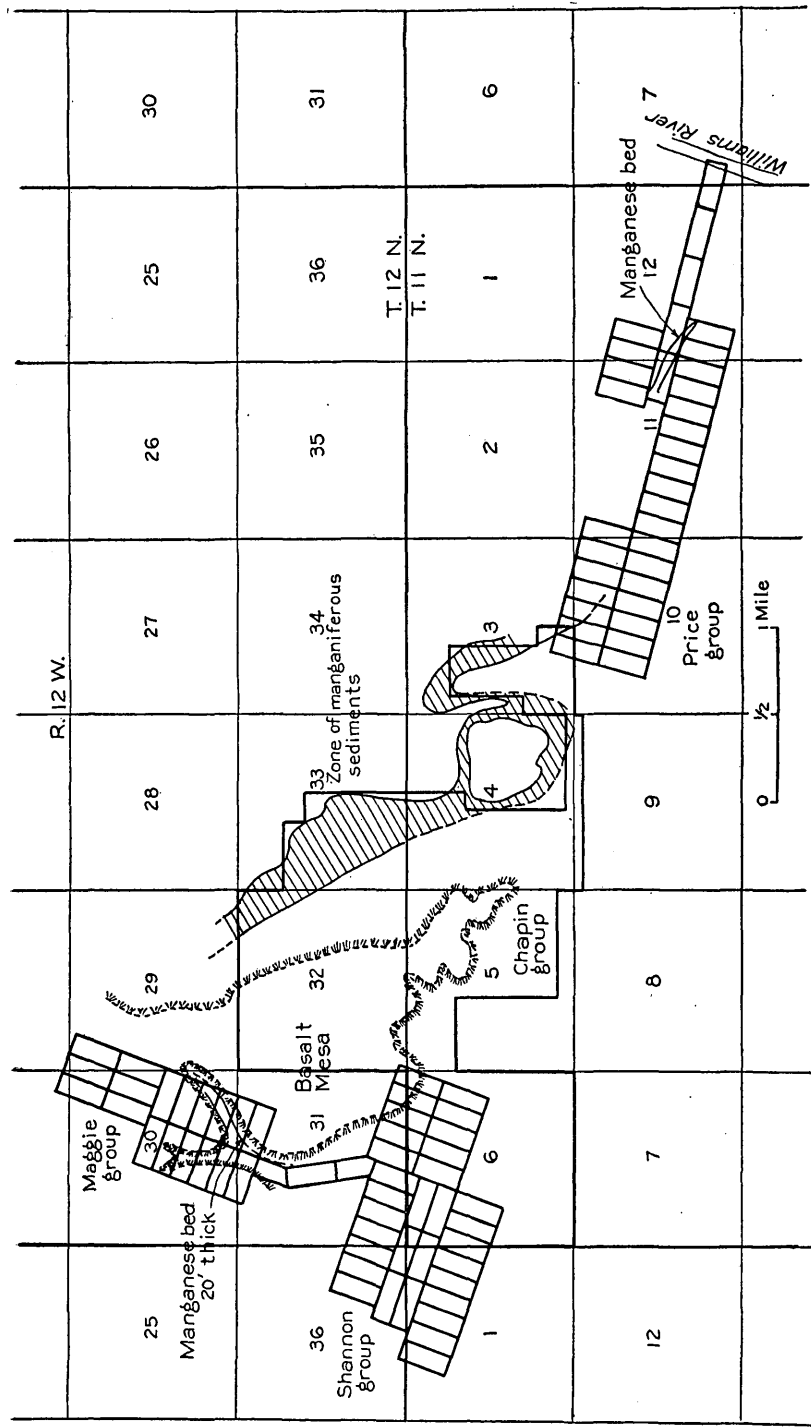 R. 12 W.
25
30
29
28
27
26
25
30
Maggie
group
Manganese bed
20' thick
36
31
32
33
34
35
36
31
Shannon
group
Basalt
Mesa
Zone of manganiferous
sediments
T. 12 N.
T. 11 N.
1
6
5
4
3
2
1
6
Chapin
group
12
7
8
9
10
11
12
7
Price
group
Manganese bed
Williams
River
0
1/2
1 Mile